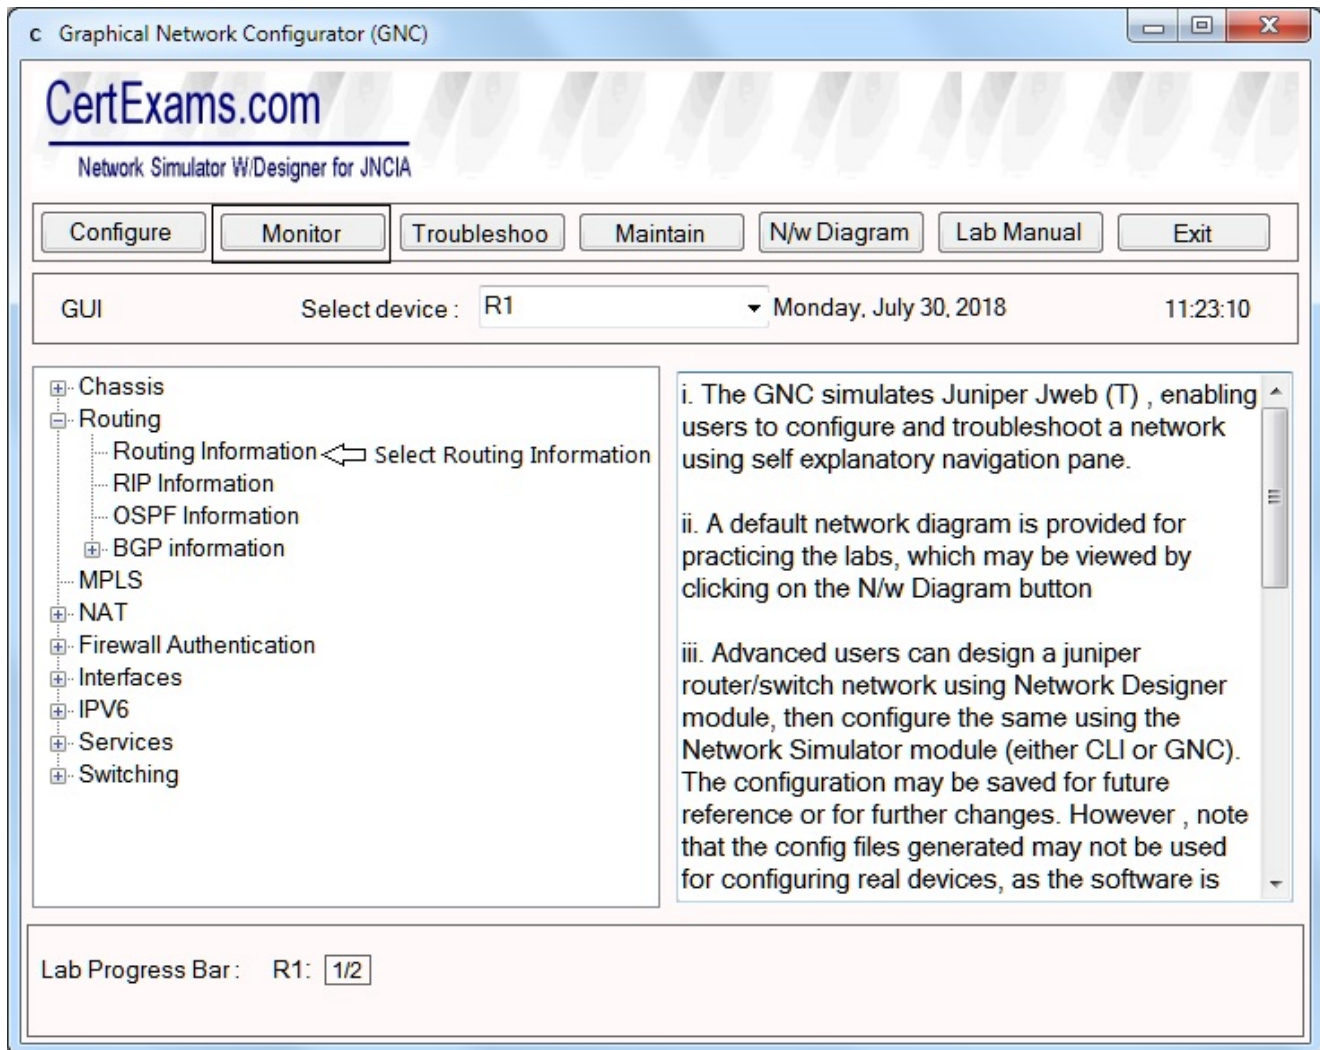 C Graphical Network Configurator (GNC)
CertExams.com
Network Simulator W/Designer for JNCIA
Configure Monitor Troubleshoo Maintain N/w Diagram Lab Manual Exit
GUI Select device : R1 Monday, July 30, 2018 11:23:10
Chassis
Routing
Routing Information Select Routing Information
RIP Information
OSPF Information
BGP information
MPLS
NAT
Firewall Authentication
Interfaces
IPV6
Services
Switching
i. The GNC simulates Juniper Jweb (T) , enabling
users to configure and troubleshoot a network
using self explanatory navigation pane.
ii. A default network diagram is provided for
practicing the labs, which may be viewed by
clicking on the N/w Diagram button
iii. Advanced users can design a juniper
router/switch network using Network Designer
module, then configure the same using the
Network Simulator module (either CLI or GNC).
The configuration may be saved for future
reference or for further changes. However , note
that the config files generated may not be used
for configuring real devices, as the software is
Lab Progress Bar : R1: 1/2